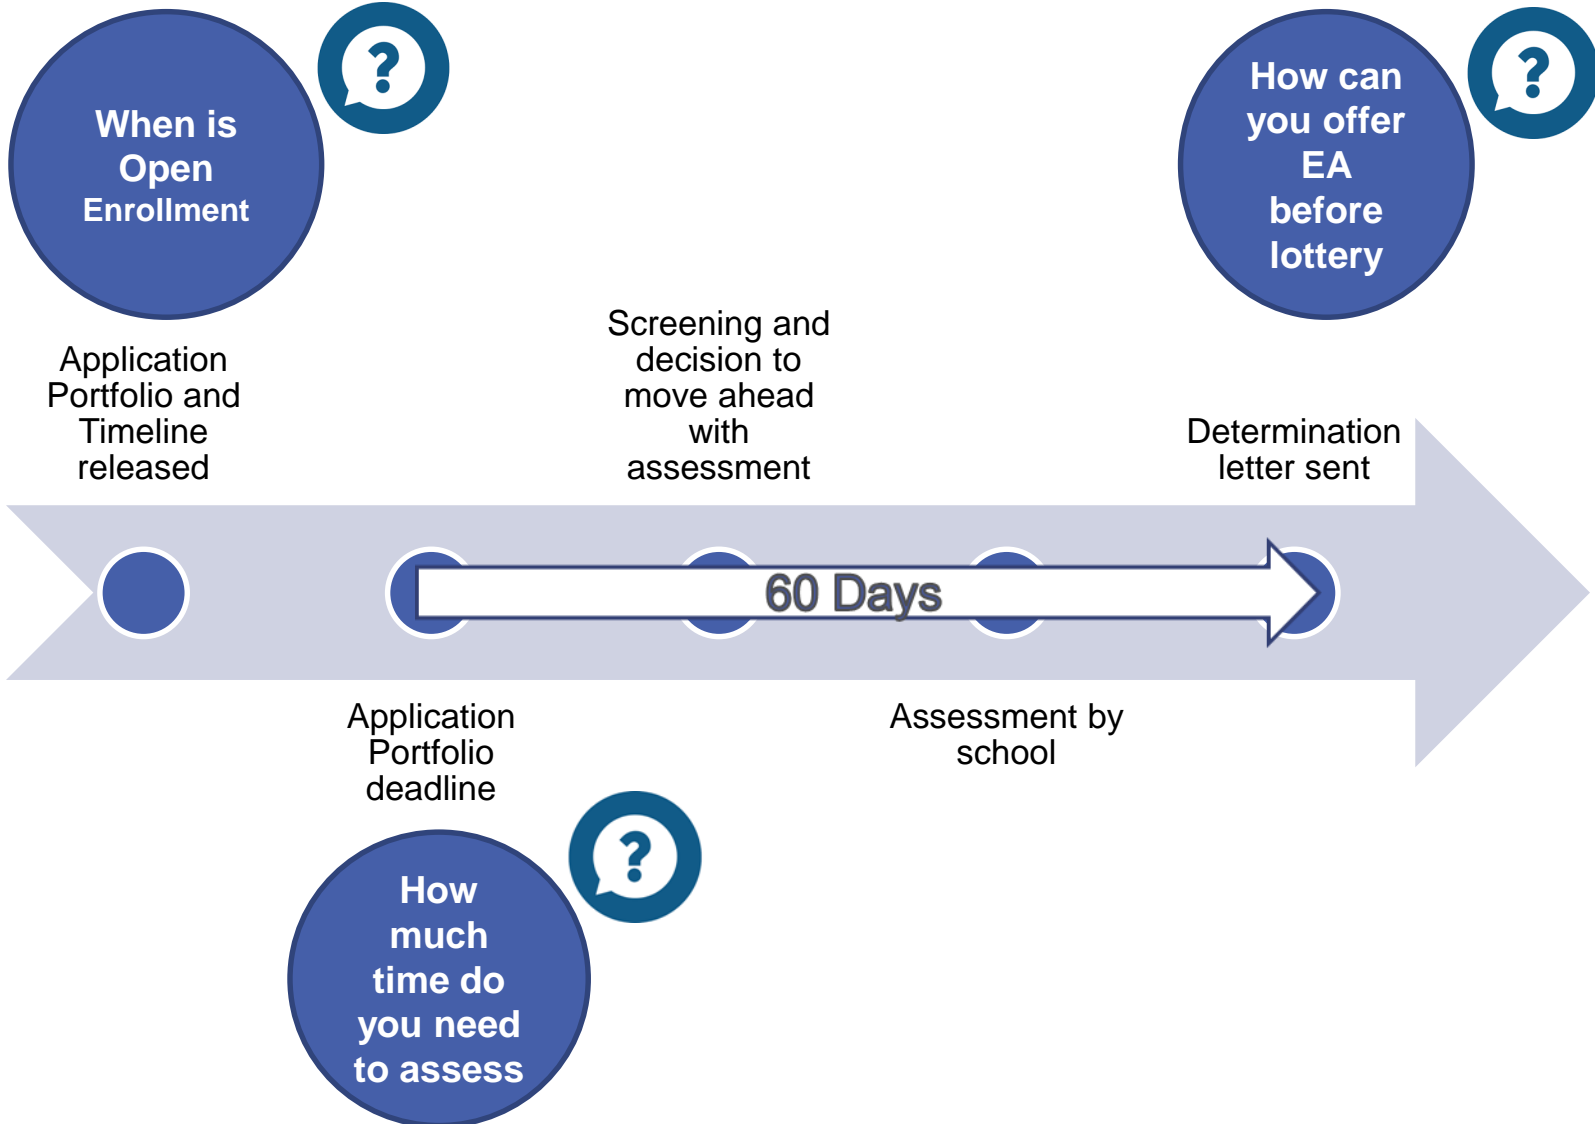 When is
Open
Enrollment
?
How can
you offer
EA
before
lottery
?
Application
Portfolio and
Timeline
released
Screening and
decision to
move ahead
with
assessment
Determination
letter sent
60 Days
Application
Portfolio
deadline
Assessment by
school
How
much
time do
you need
to assess
?